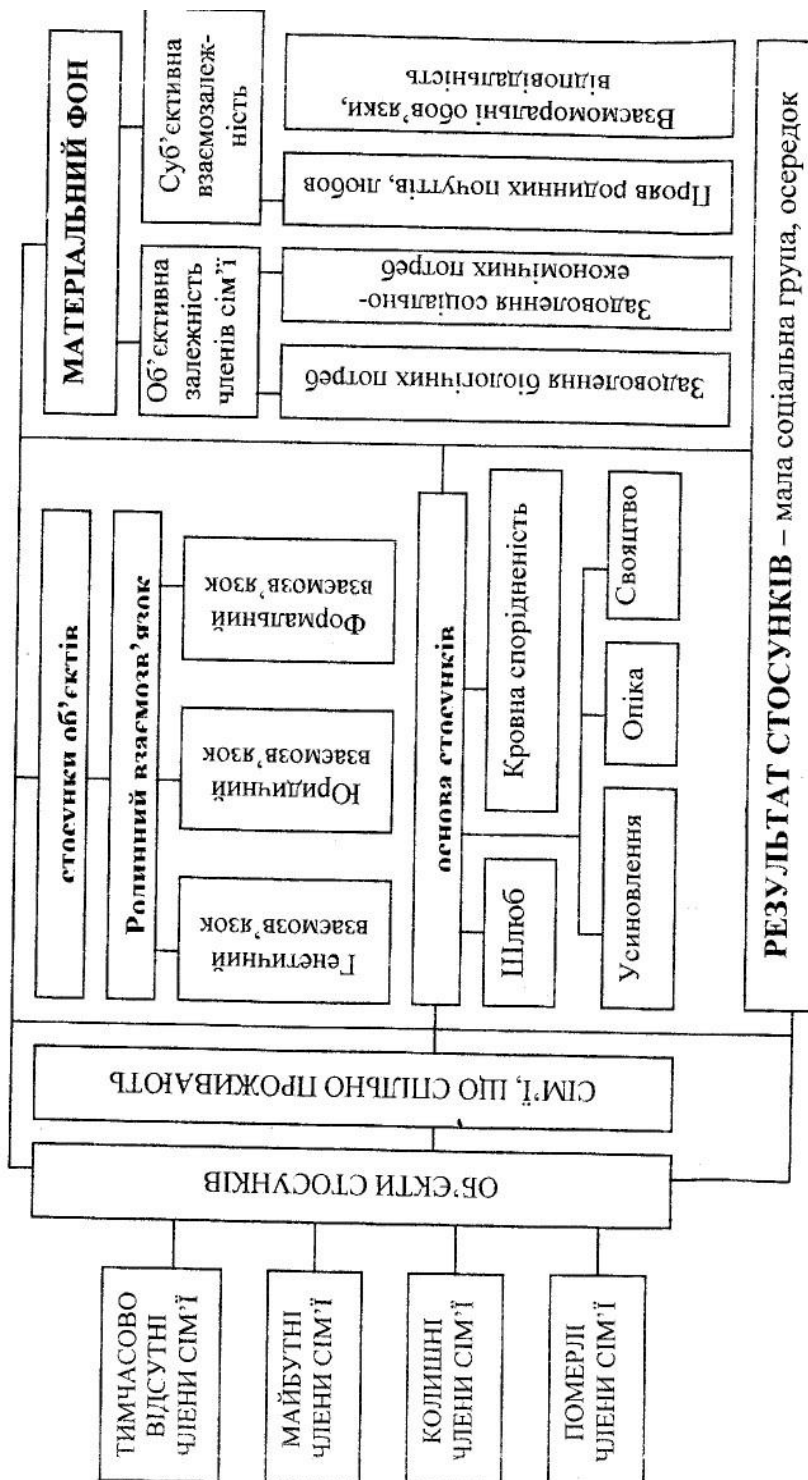 ТИМЧАСОВО
ВІДСУТНІ
ЧЛЕНИ СІМ’Ї
МАЙБУТНІ
ЧЛЕНИ СІМ’Ї
КОЛИШНІ
ЧЛЕНИ СІМ’Ї
ПОМЕРЛІ
ЧЛЕНИ СІМ’Ї
ОБ’ЄКТИ СТОСУНКІВ
СІМ’Ї, ЩО СПІЛЬНО ПРОЖИВАЮТЬ
стосунки об’єктів
Родинний взаємозв’язок
Генетичний
взаємозв’язок
Юридичний
взаємозв’язок
Формальний
взаємозв’язок
основа стосунків
Шлюб
Кровна спорідненість
Усиновлення
Опіка
Свояцтво
МАТЕРІАЛЬНИЙ ФОН
Об’єктивна
залежність
членів сім”ї
Суб’єктивна
взаємозалеж-
ність
Задоволення біологічних потреб
Задоволення соціально-
економічних потреб
Прояв родинних почуттів, любов
Взаємоморальні обов’язки,
відповідальність
РЕЗУЛЬТАТ СТОСУНКІВ – мала соціальна група, осередок